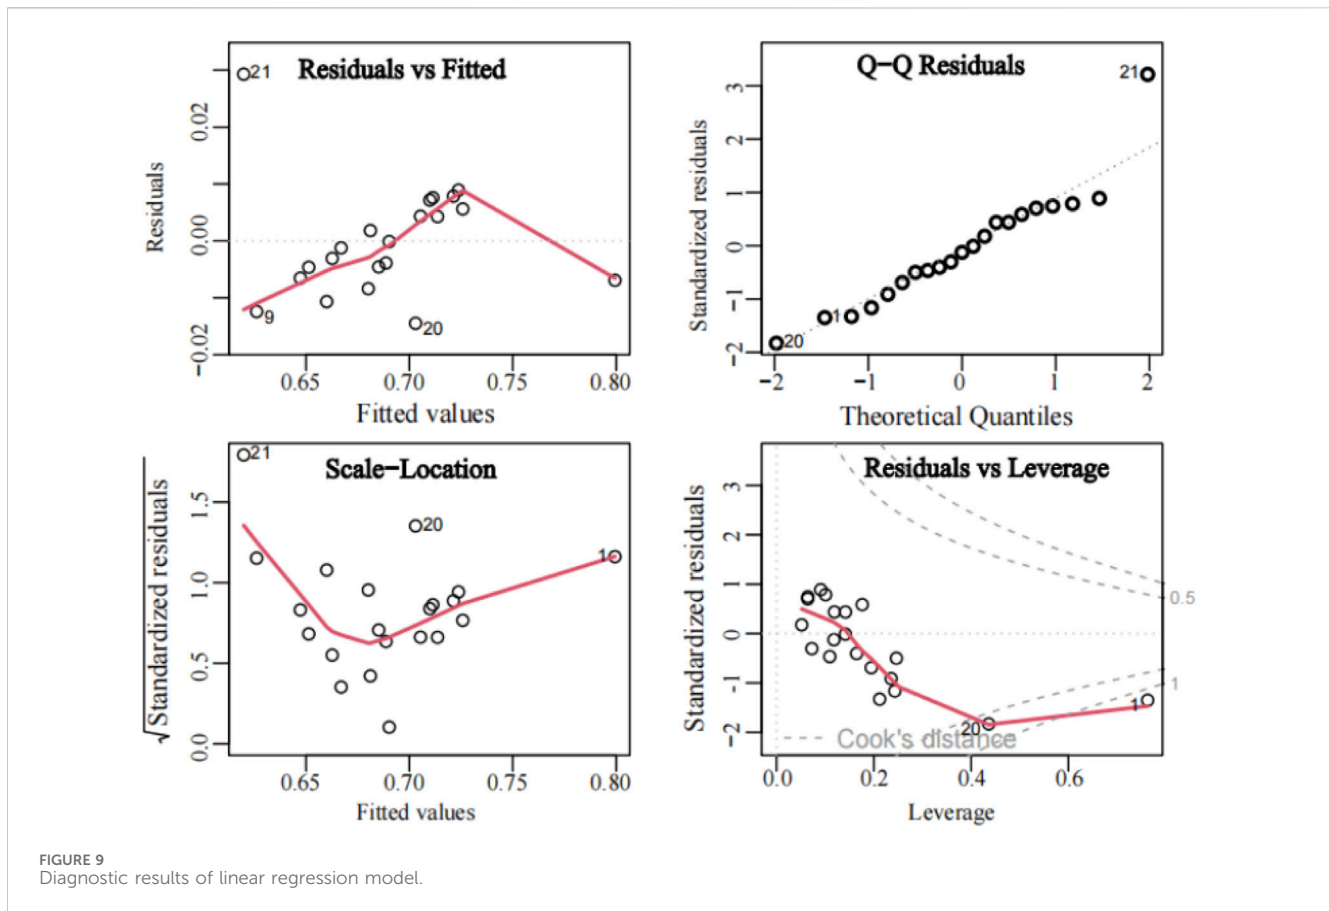 Residuals vs Fitted
21
9
20
Residuals
0.02
0.00
−0.02
0.65 0.70 0.75 0.80
Fitted values
Q−Q Residuals
21
1
20
Standardized residuals
3
2
1
0
−1
−2
−2 −1 0 1 2
Theoretical Quantiles
Scale−Location
21
20
1
√Standardized residuals
1.5
1.0
0.5
0.0
0.65 0.70 0.75 0.80
Fitted values
Residuals vs Leverage
0.5
1
1
20
Cook's distance
Standardized residuals
3
2
1
0
−1
−2
0.0 0.2 0.4 0.6
Leverage
FIGURE 9
Diagnostic results of linear regression model.